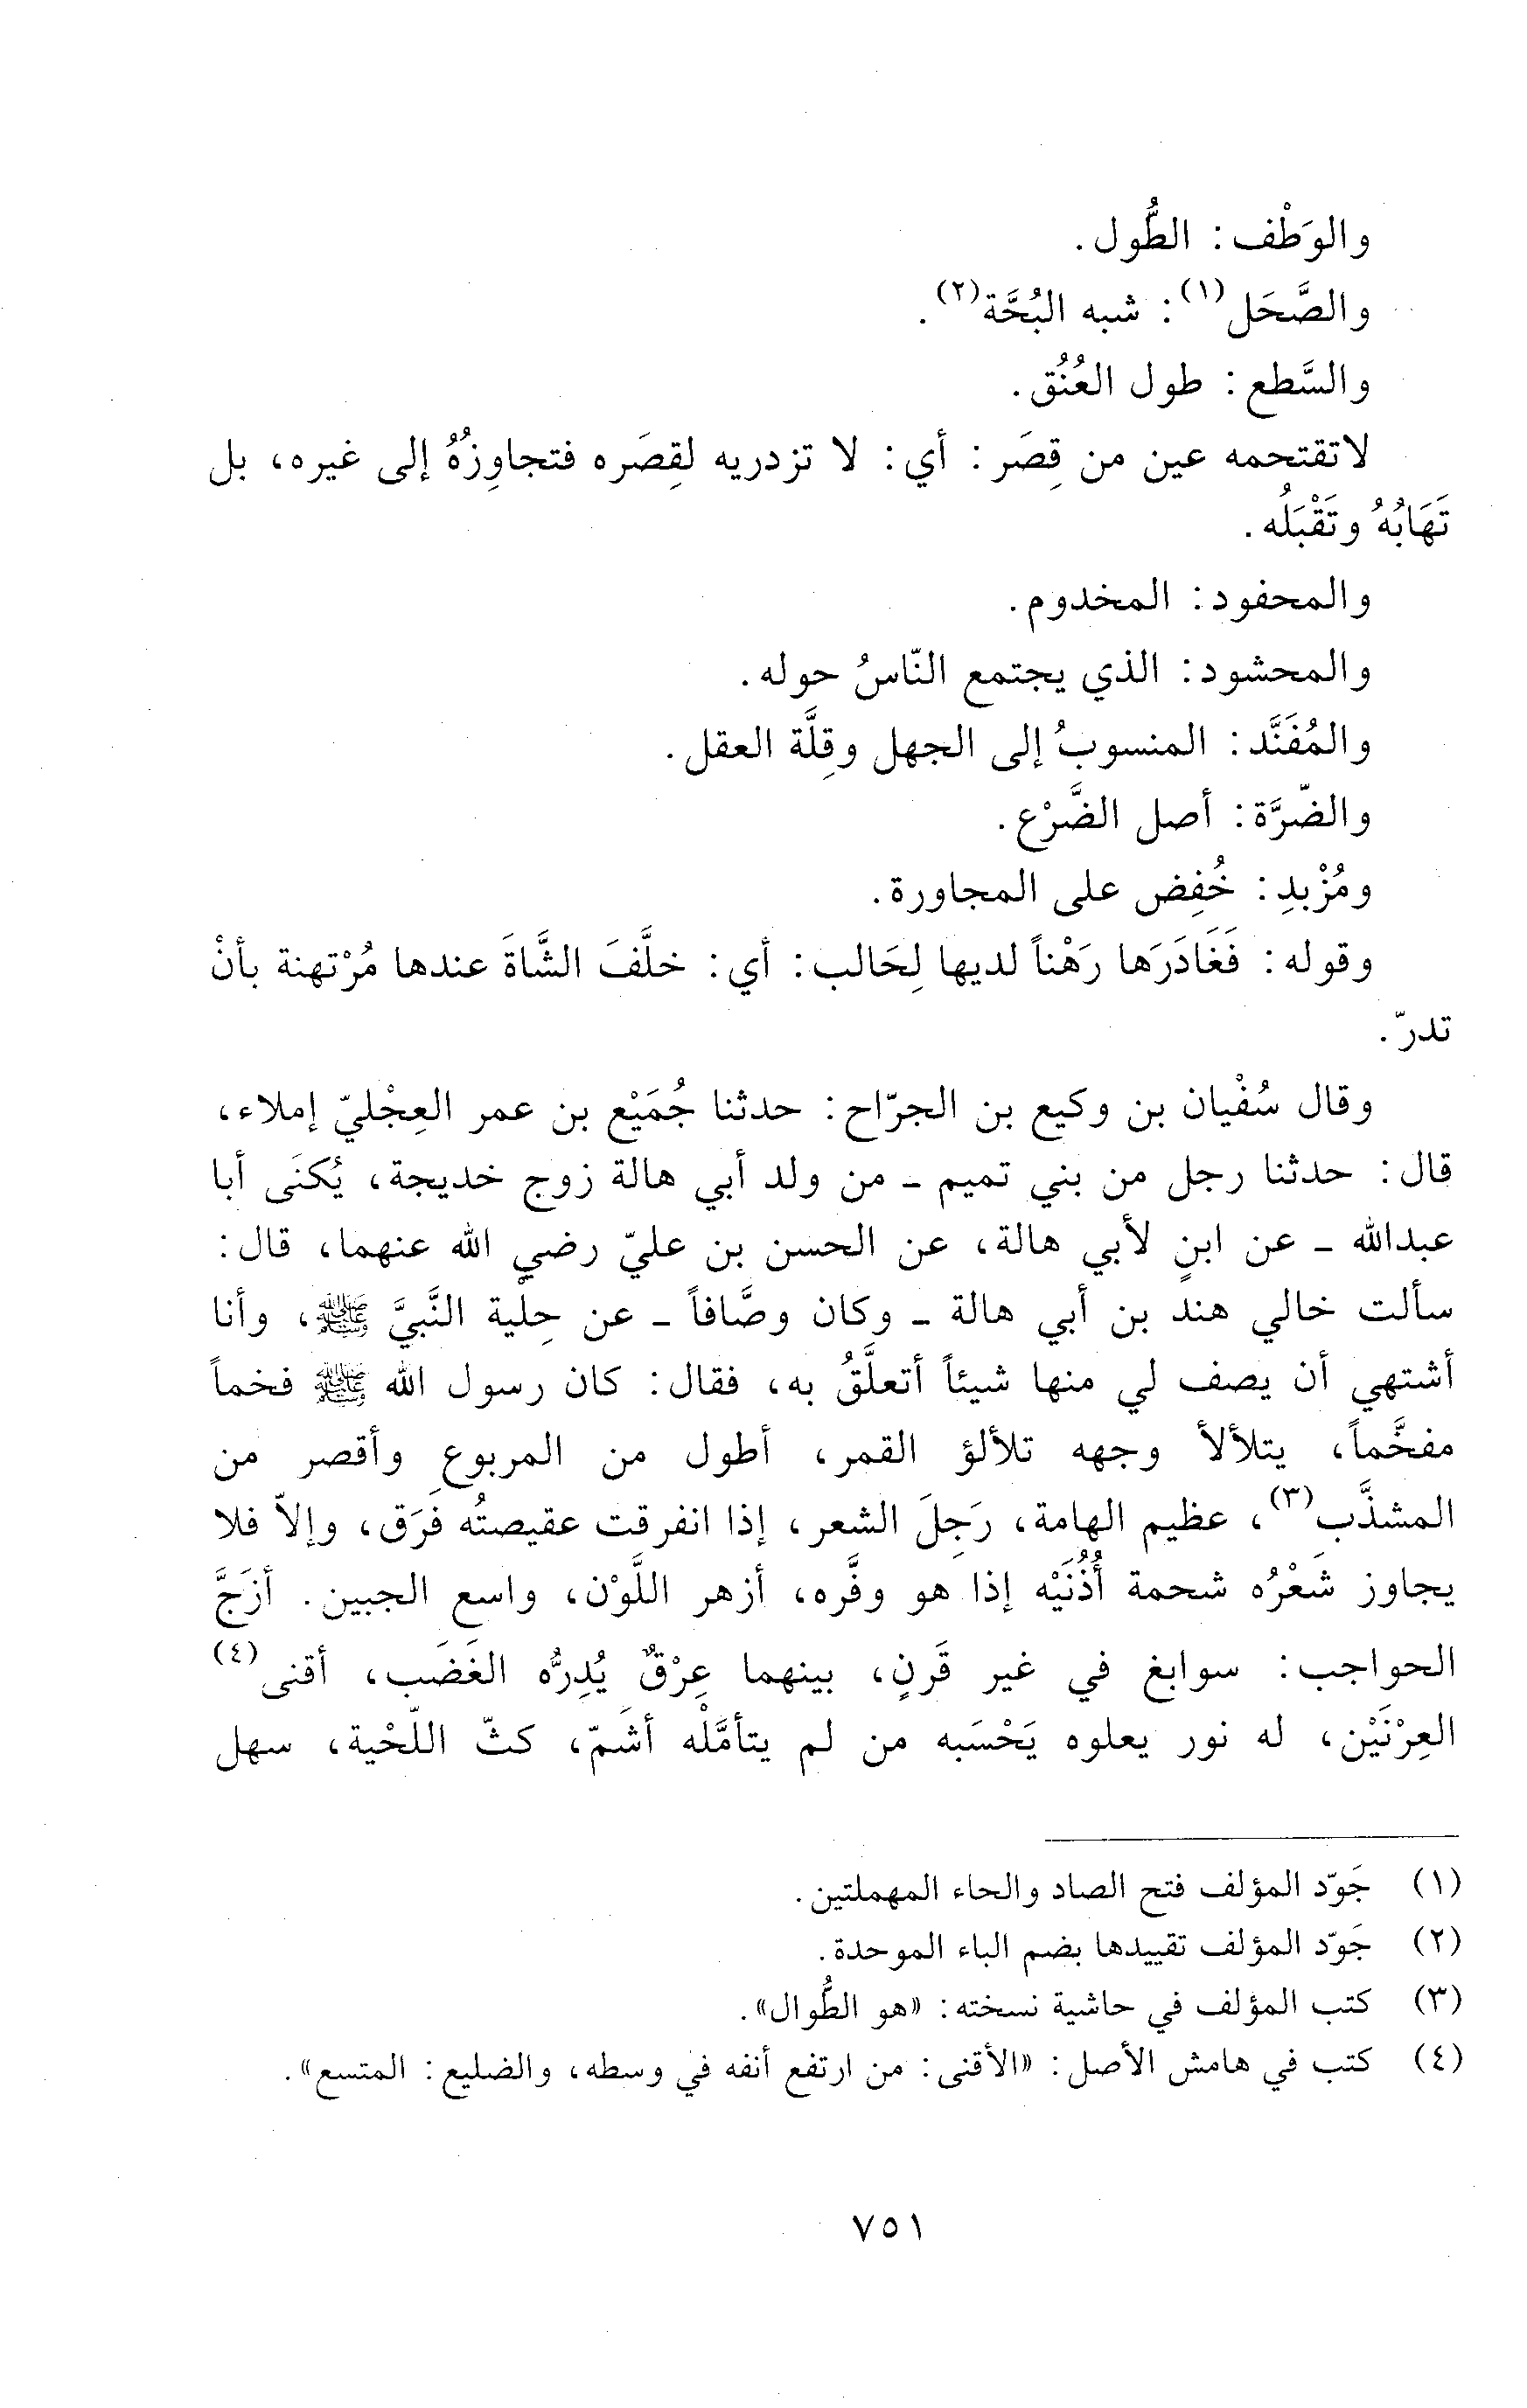 والوَطْف: الطُّول.
والصَّحَل(١): شبه البُحَّة(٢).
والسَّطع: طول العُنُق.
لاتقتحمه عين من قِصَر: أي: لا تزدريه لقِصَره فتجاوِزُهُ إلى غيره، بل
تَهَابُهُ وتَقْبَلُه.
والمحفود: المخدوم.
والمحشود: الذي يجتمع النّاسُ حوله.
والمُفَنَّد: المنسوبُ إلى الجهل وقِلَّة العقل.
والضّرَّة: أصل الضَّرْع.
ومُزْبدِ: خُفِض على المجاورة.
وقوله: فَغَادَرَها رَهْناً لديها لِحَالب: أي: خلَّفَ الشَّاةَ عندها مُرْتهنة بأنْ
تدرّ.
وقال سُفْيان بن وكيع بن الجرّاح: حدثنا جُمَيْع بن عمر العِجْليّ إملاء،
قال: حدثنا رجل من بني تميم - من ولد أبي هالة زوج خديجة، يُكنَى أبا
عبدالله - عن ابنٍ لأبي هالة، عن الحسن بن عليّ رضي الله عنهما، قال:
سألت خالي هند بن أبي هالة - وكان وصَّافاً - عن حِلْية النَّبيَّ ﷺ، وأنا
أشتهي أن يصف لي منها شيئاً أتعلَّقُ به، فقال: كان رسول الله ﷺ فخماً
مفخَّماً، يتلألأ وجهه تلألؤ القمر، أطول من المربوعِ وأقصر من
المشذَّب(٣)، عظيم الهامة، رَجِلَ الشعر، إذا انفرقت عقيصتُه فَرَق، وإلاّ فلا
يجاوز شَعْرُه شحمة أُذُنَيْه إذا هو وفَّره، أزهر اللَّوْن، واسع الجبين. أزَجَّ
الحواجب: سوابغ في غير قَرنٍ، بينهما عِرْقٌ يُدِرُّه الغَضَب، أقنى(٤)
العِرْنَيْن، له نور يعلوه يَحْسَبه من لم يتأمَّلْه أشَمّ، كثّ اللّحْية، سهل
(١) جَوّد المؤلف فتح الصاد والحاء المهملتين.
(٢) جَوّد المؤلف تقييدها بضم الباء الموحدة.
(٣) كتب المؤلف في حاشية نسخته: «هو الطُّوال».
(٤) كتب في هامش الأصل: «الأقنى: من ارتفع أنفه في وسطه، والضليع: المتسع».
٧٥١